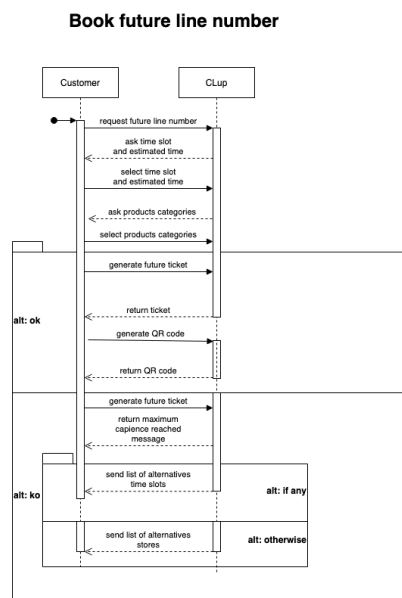 Book future line number
Customer
CLup
request future line number
ask time slot
and estimated time
select time slot
and estimated time
ask products categories
select products categories
generate future ticket
return ticket
alt: ok
generate QR code
return QR code
generate future ticket
return maximum
capience reached
message
send list of alternatives
time slots
alt: if any
alt: ko
send list of alternatives
stores
alt: otherwise